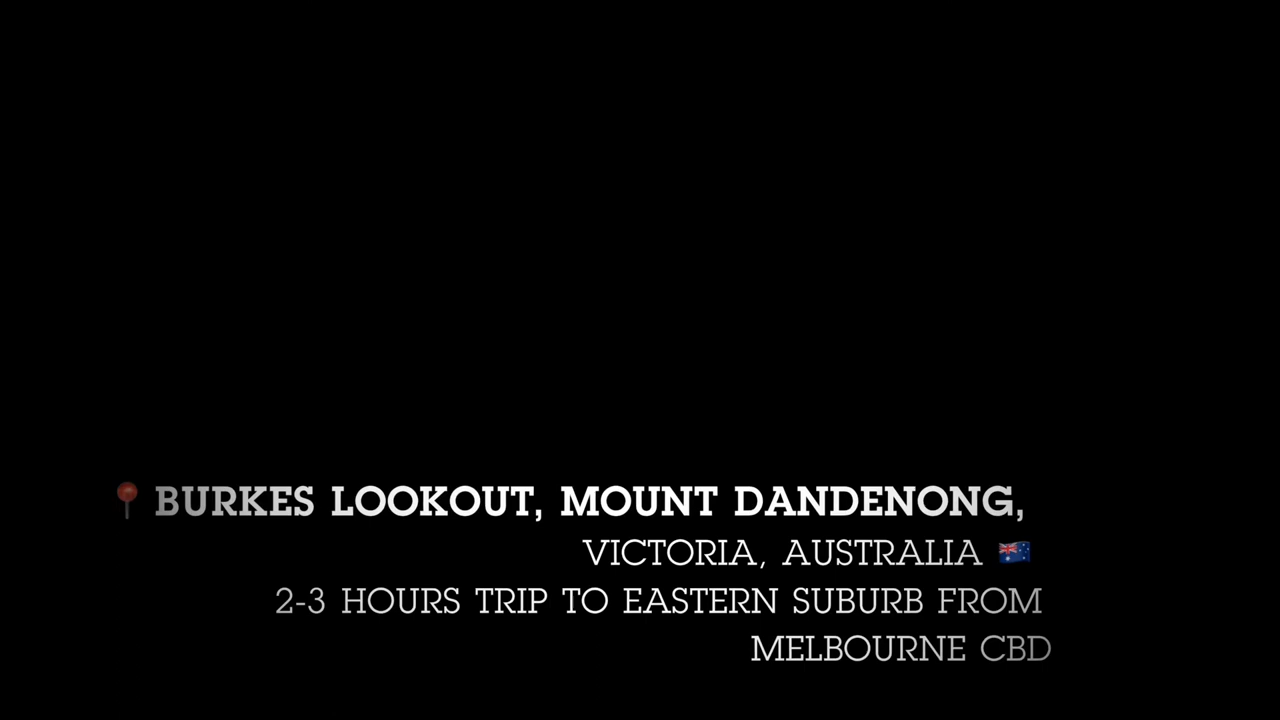 📍BURKES LOOKOUT, MOUNT DANDENONG,
VICTORIA, AUSTRALIA 🇦🇺
2-3 HOURS TRIP TO EASTERN SUBURB FROM
MELBOURNE CBD